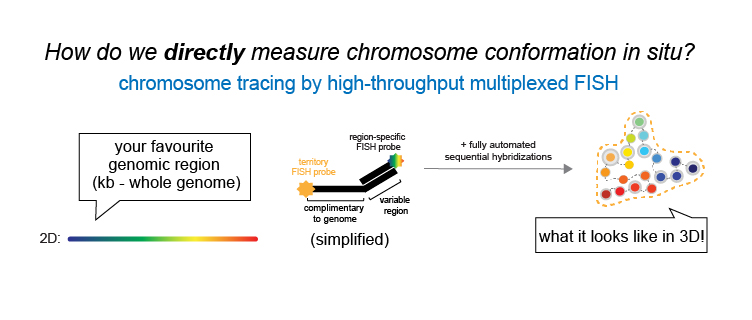 How do we directly measure chromosome conformation in situ?
chromosome tracing by high-throughput multiplexed FISH
your favourite
genomic region
(kb - whole genome)
2D:
territory
FISH probe
region-specific
FISH probe
complimentary
to genome
variable
region
(simplified)
+ fully automated
sequential hybridizations
what it looks like in 3D!